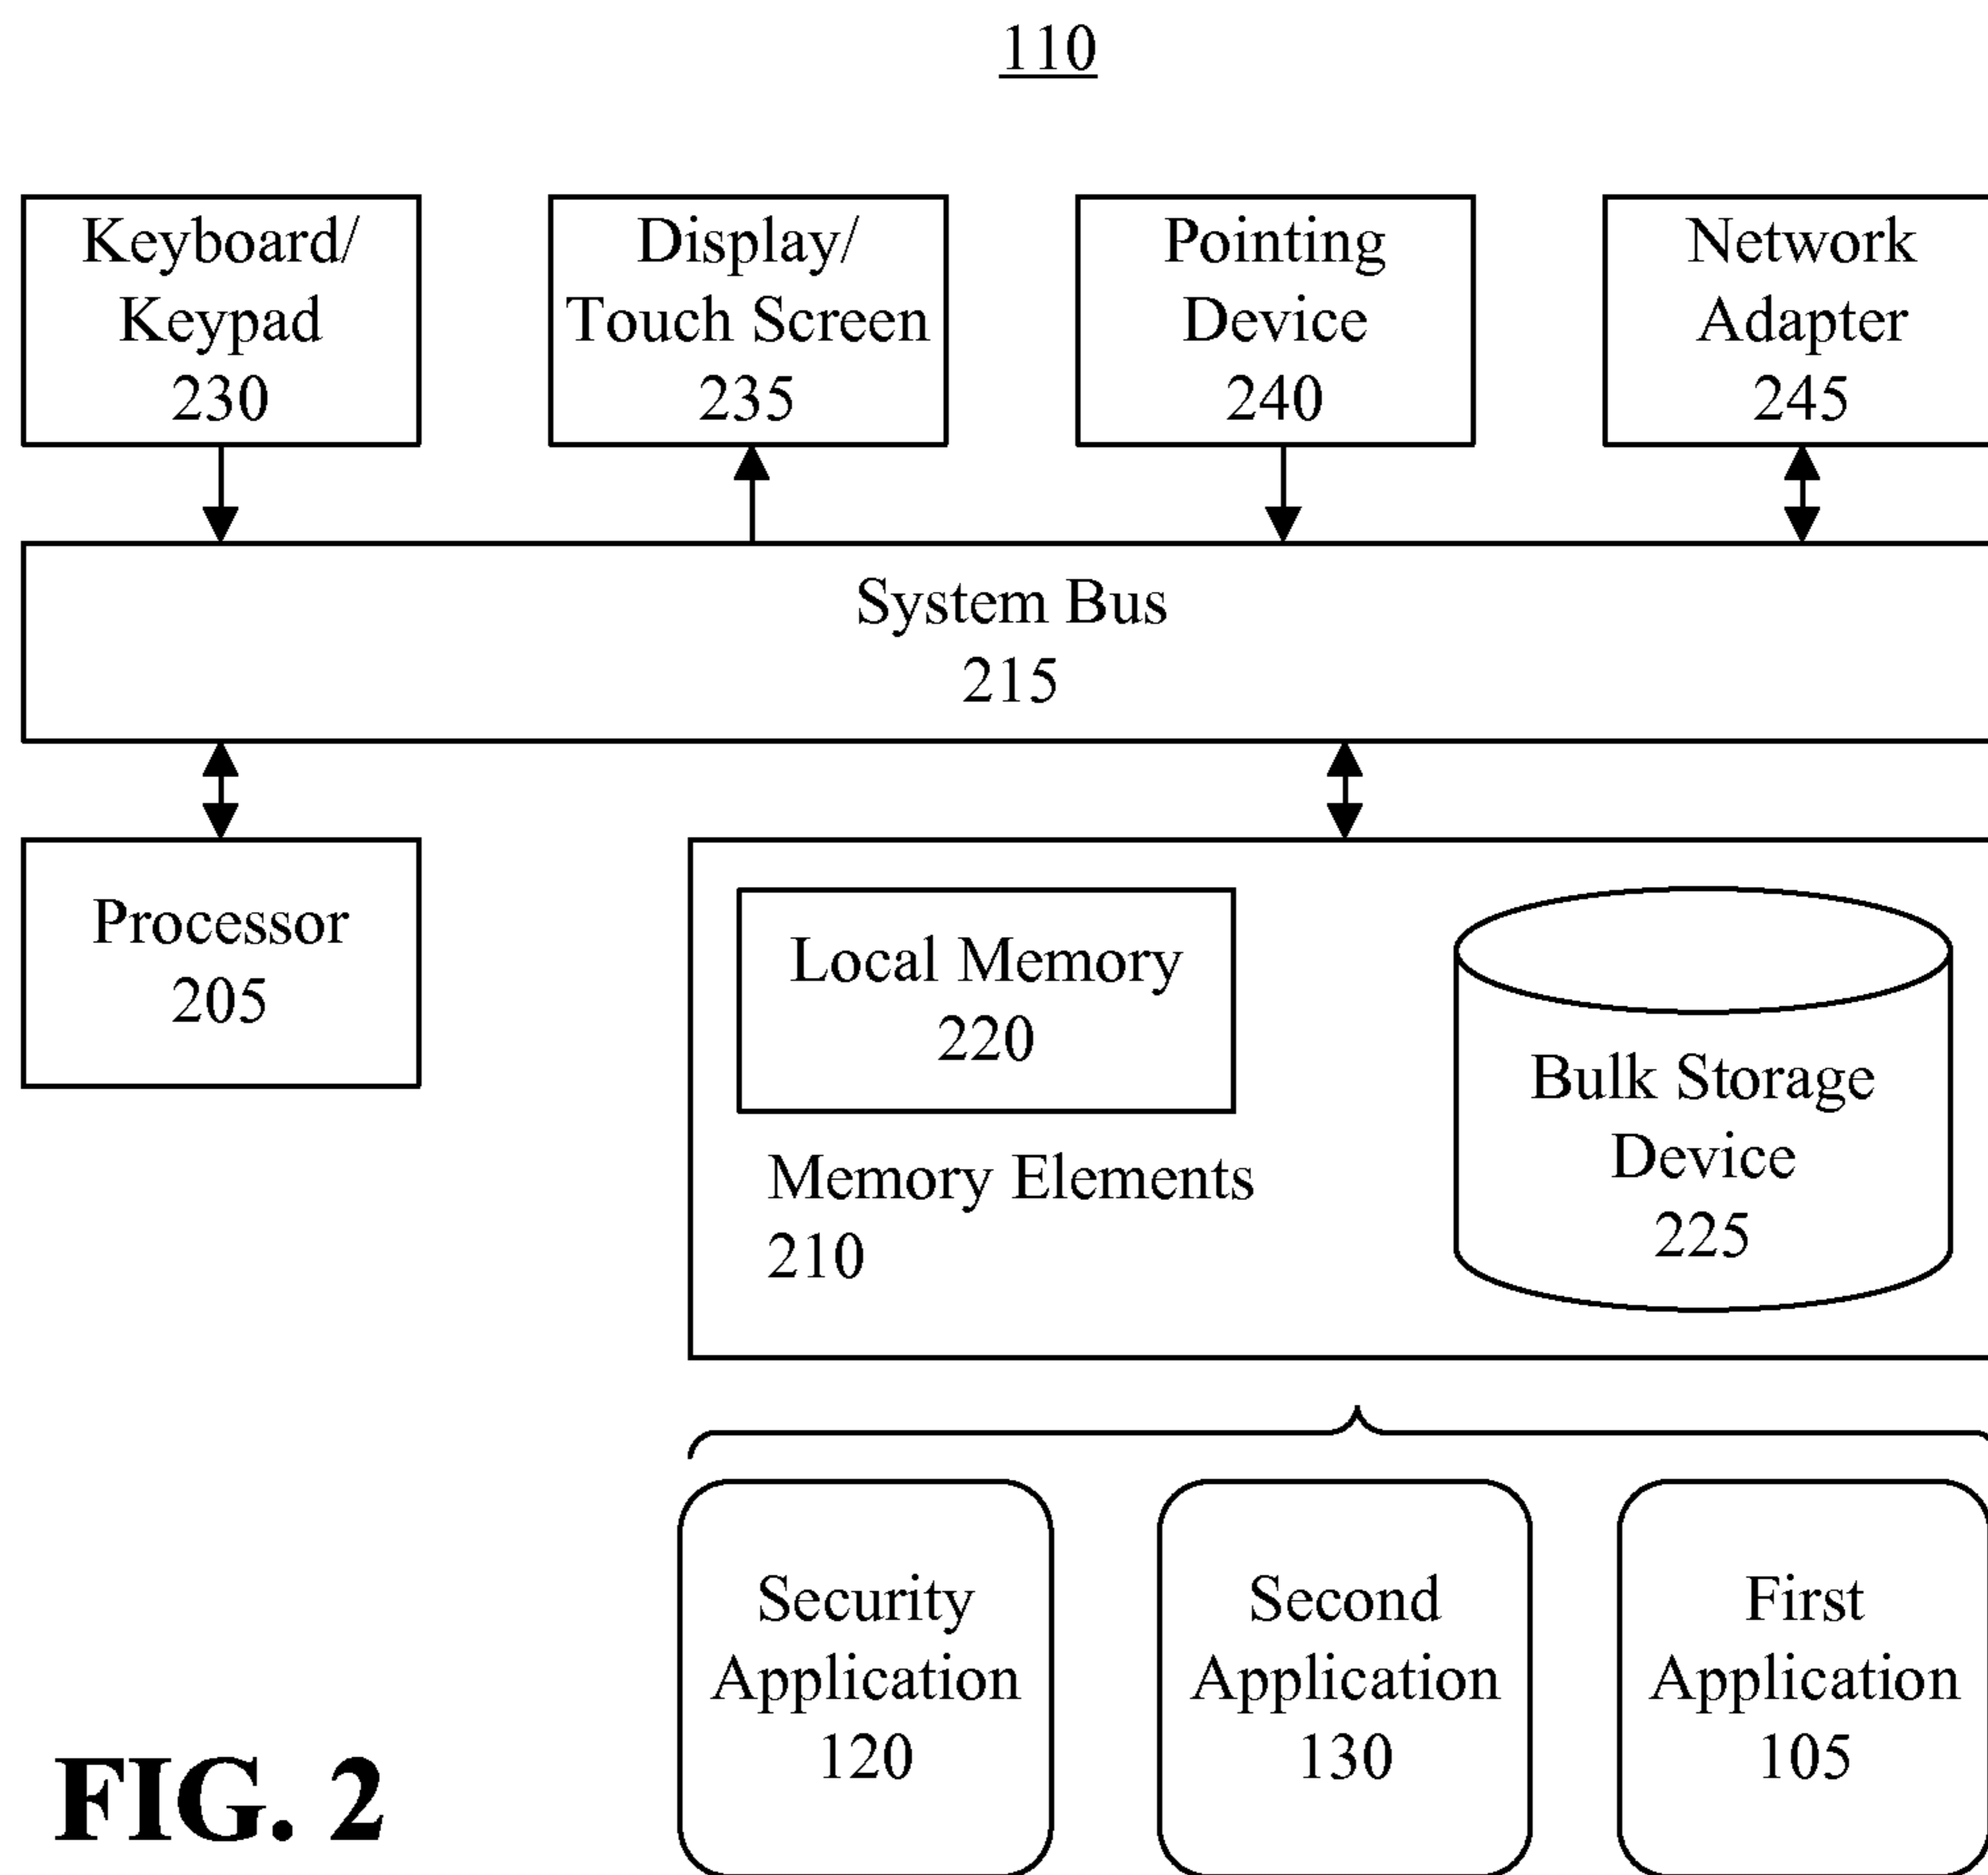 110
Keyboard/
Keypad
230
Display/
Touch Screen
235
Pointing
Device
240
Network
Adapter
245
System Bus
215
Processor
205
Local Memory
220
Memory Elements
210
Bulk Storage
Device
225
Security
Application
120
Second
Application
130
First
Application
105
FIG. 2